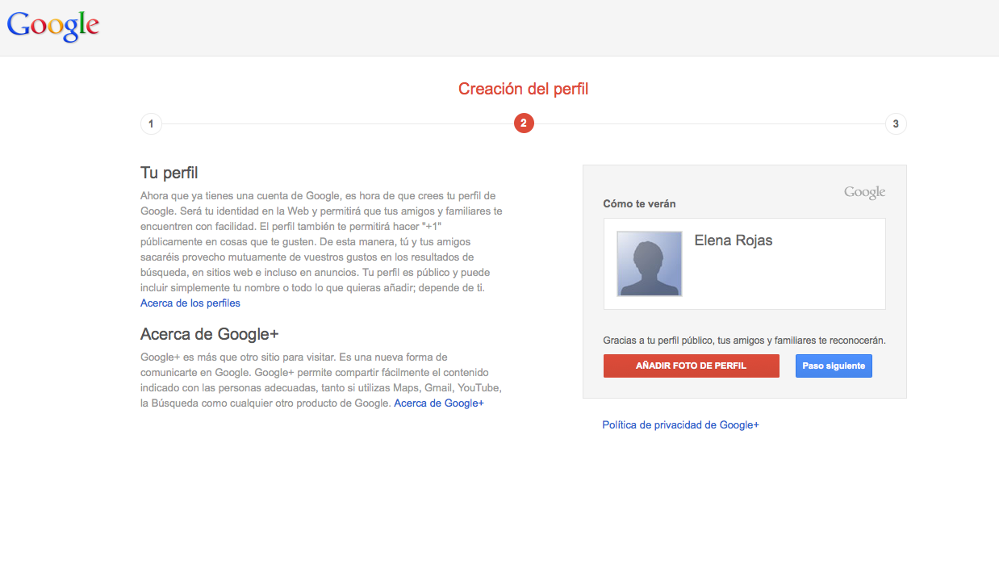 Google
Creación del perfil
1
2
3
Tu perfil
Ahora que ya tienes una cuenta de Google, es hora de que crees tu perfil de
Google. Será tu identidad en la Web y permitirá que tus amigos y familiares te
encuentren con facilidad. El perfil también te permitirá hacer "+1"
públicamente en cosas que te gusten. De esta manera, tú y tus amigos
sacaréis provecho mutuamente de vuestros gustos en los resultados de
búsqueda, en sitios web e incluso en anuncios. Tu perfil es público y puede
incluir simplemente tu nombre o todo lo que quieras añadir; depende de ti.
Acerca de los perfiles
Acerca de Google+
Google+ es más que otro sitio para visitar. Es una nueva forma de
comunicarte en Google. Google+ permite compartir fácilmente el contenido
indicado con las personas adecuadas, tanto si utilizas Maps, Gmail, YouTube,
la Búsqueda como cualquier otro producto de Google. Acerca de Google+
Google
Cómo te verán
Elena Rojas
Gracias a tu perfil público, tus amigos y familiares te reconocerán.
AÑADIR FOTO DE PERFIL
Paso siguiente
Política de privacidad de Google+